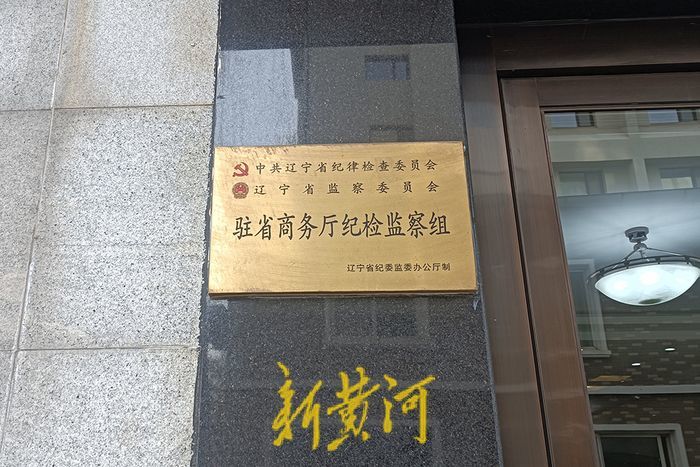 中共辽宁省纪律检查委员会
辽宁省监察委员会
驻省商务厅纪检监察组
辽宁省纪委监委办公厅制
新黄河